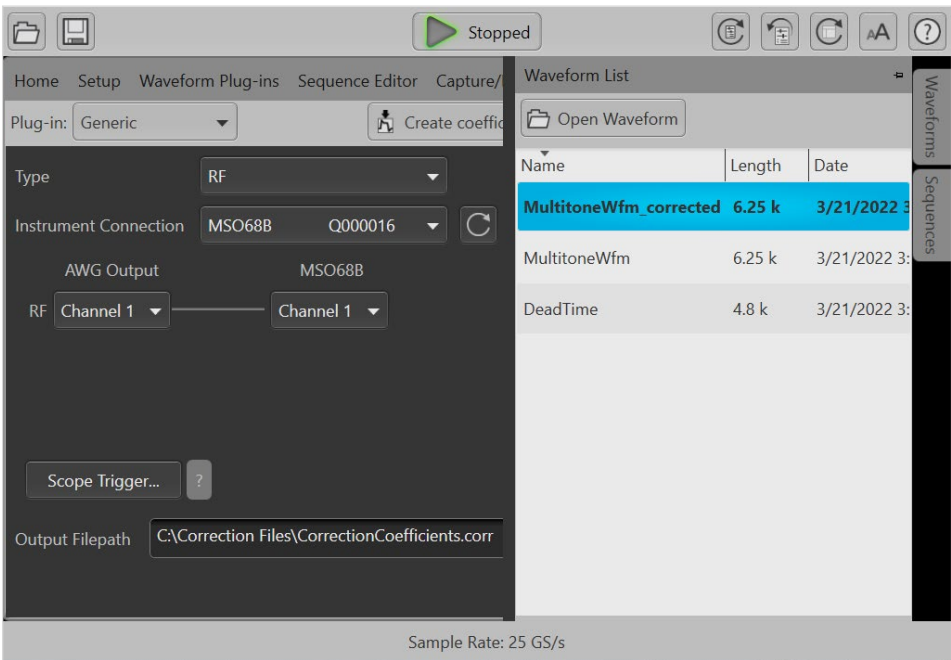 Stopped
AA
?
Home Setup Waveform Plug-ins Sequence Editor Capture/
Plug-in: Generic
Create coeffic
Type RF
Instrument Connection MSO68B Q000016
AWG Output MSO68B
RF Channel 1 Channel 1
Scope Trigger... ?
Output Filepath C:\Correction Files\CorrectionCoefficients.corr
Waveform List
Open Waveform
Name Length Date
MultitoneWfm_corrected 6.25 k 3/21/2022 3
MultitoneWfm 6.25 k 3/21/2022 3:
DeadTime 4.8 k 3/21/2022 3:
Waveforms
Sequences
Sample Rate: 25 GS/s